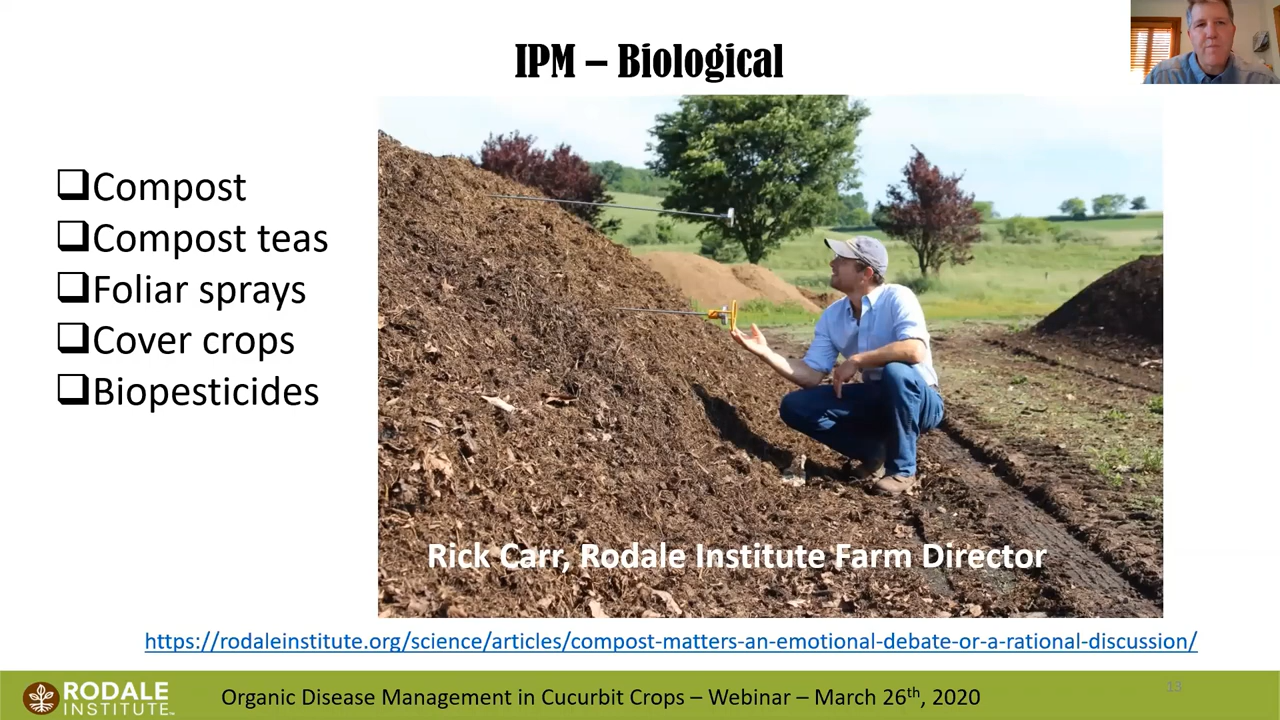 IPM – Biological
❑Compost
❑Compost teas
❑Foliar sprays
❑Cover crops
❑Biopesticides
Rick Carr, Rodale Institute Farm Director
https://rodaleinstitute.org/science/articles/compost-matters-an-emotional-debate-or-a-rational-discussion/
RODALE
INSTITUTE™
Organic Disease Management in Cucurbit Crops – Webinar – March 26th, 2020
13